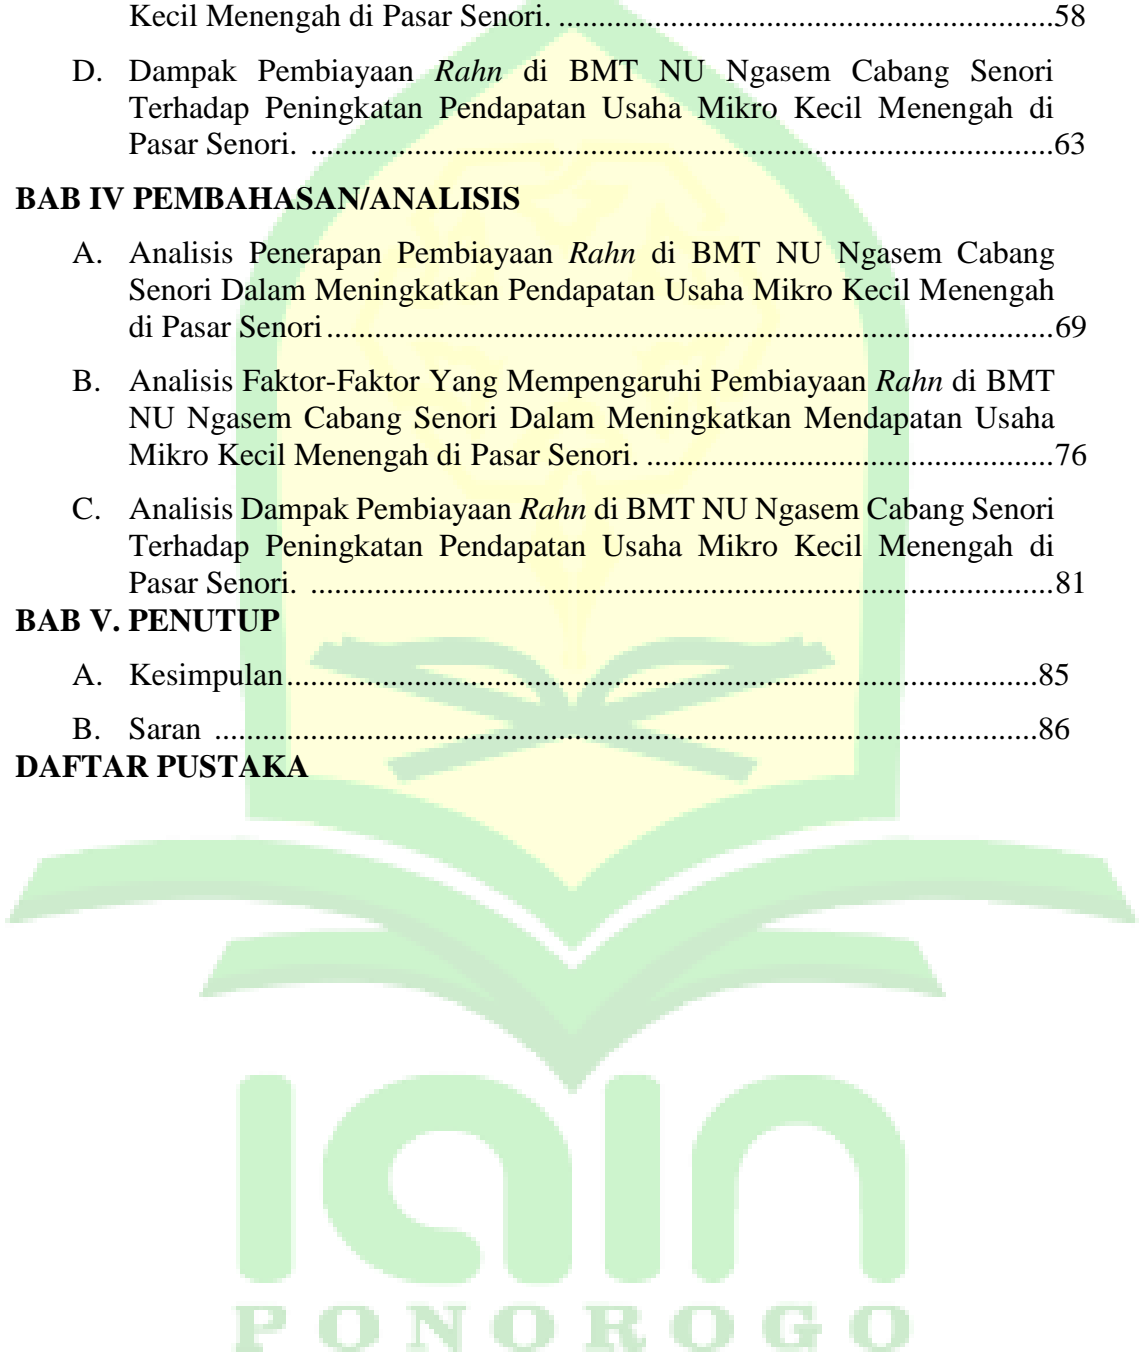 Kecil Menengah di Pasar Senori. ..................................................................58
D. Dampak Pembiayaan Rahn di BMT NU Ngasem Cabang Senori
Terhadap Peningkatan Pendapatan Usaha Mikro Kecil Menengah di
Pasar Senori. ...................................................................................................63
BAB IV PEMBAHASAN/ANALISIS
A. Analisis Penerapan Pembiayaan Rahn di BMT NU Ngasem Cabang
Senori Dalam Meningkatkan Pendapatan Usaha Mikro Kecil Menengah
di Pasar Senori.................................................................................................69
B. Analisis Faktor-Faktor Yang Mempengaruhi Pembiayaan Rahn di BMT
NU Ngasem Cabang Senori Dalam Meningkatkan Mendapatan Usaha
Mikro Kecil Menengah di Pasar Senori. ......................................................76
C. Analisis Dampak Pembiayaan Rahn di BMT NU Ngasem Cabang Senori
Terhadap Peningkatan Pendapatan Usaha Mikro Kecil Menengah di
Pasar Senori. ...................................................................................................81
BAB V. PENUTUP
A. Kesimpulan....................................................................................................85
B. Saran ..............................................................................................................86
DAFTAR PUSTAKA
iain
PONOROGO